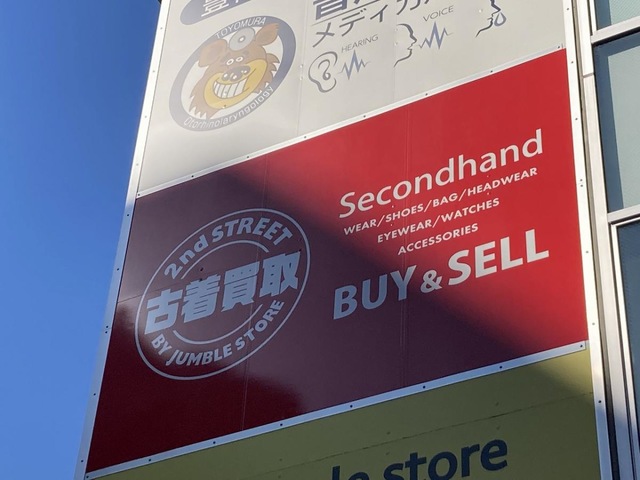 メディカル
HEARING
VOICE
TOYOMURA
Otorhinolaryngology
Secondhand
WEAR/SHOES/BAG/HEADWEAR
EYEWEAR/WATCHES
ACCESSORIES
BUY & SELL
2nd STREET
古着買取
BY JUMBLE STORE
store